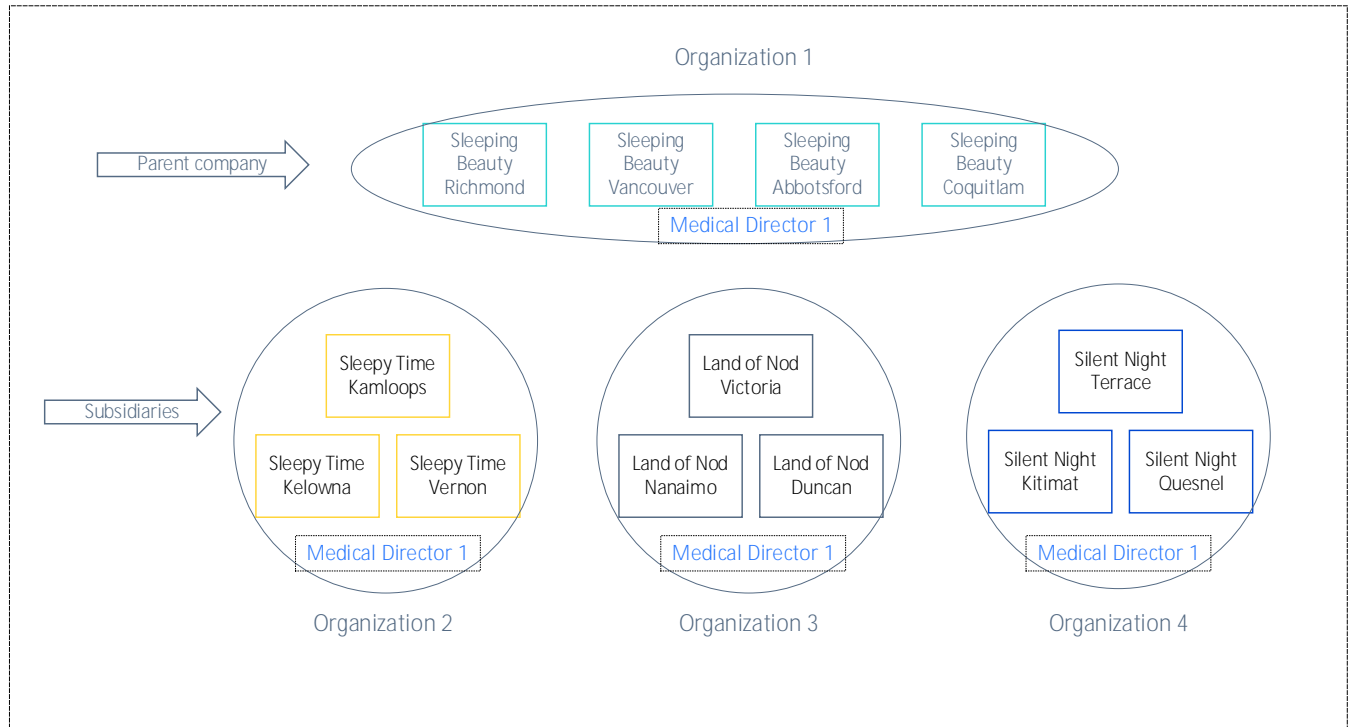 Organization 1
Parent company
Sleeping
Beauty
Richmond
Sleeping
Beauty
Vancouver
Sleeping
Beauty
Abbotsford
Sleeping
Beauty
Coquitlam
Medical Director 1
Subsidiaries
Sleepy Time
Kamloops
Sleepy Time
Kelowna
Sleepy Time
Vernon
Medical Director 1
Organization 2
Land of Nod
Victoria
Land of Nod
Nanaimo
Land of Nod
Duncan
Medical Director 1
Organization 3
Silent Night
Terrace
Silent Night
Kitimat
Silent Night
Quesnel
Medical Director 1
Organization 4